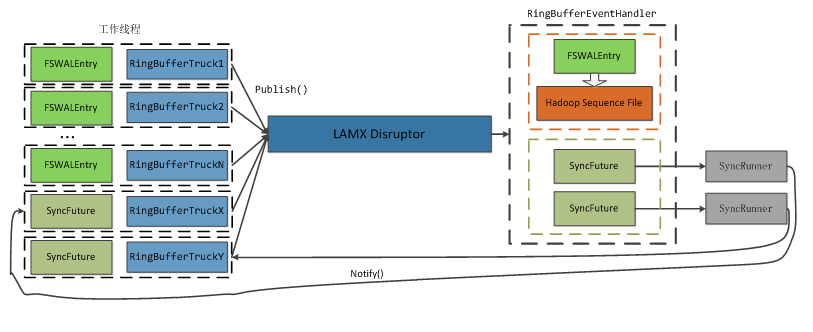 工作线程
FSWALEntry RingBufferTruck1
FSWALEntry RingBufferTruck2
...
FSWALEntry RingBufferTruckN
SyncFuture RingBufferTruckX
SyncFuture RingBufferTruckY
Publish()
LAMX Disruptor
RingBufferEventHandler
FSWALEntry
Hadoop Sequence File
SyncFuture
SyncFuture
SyncRunner
SyncRunner
Notify()